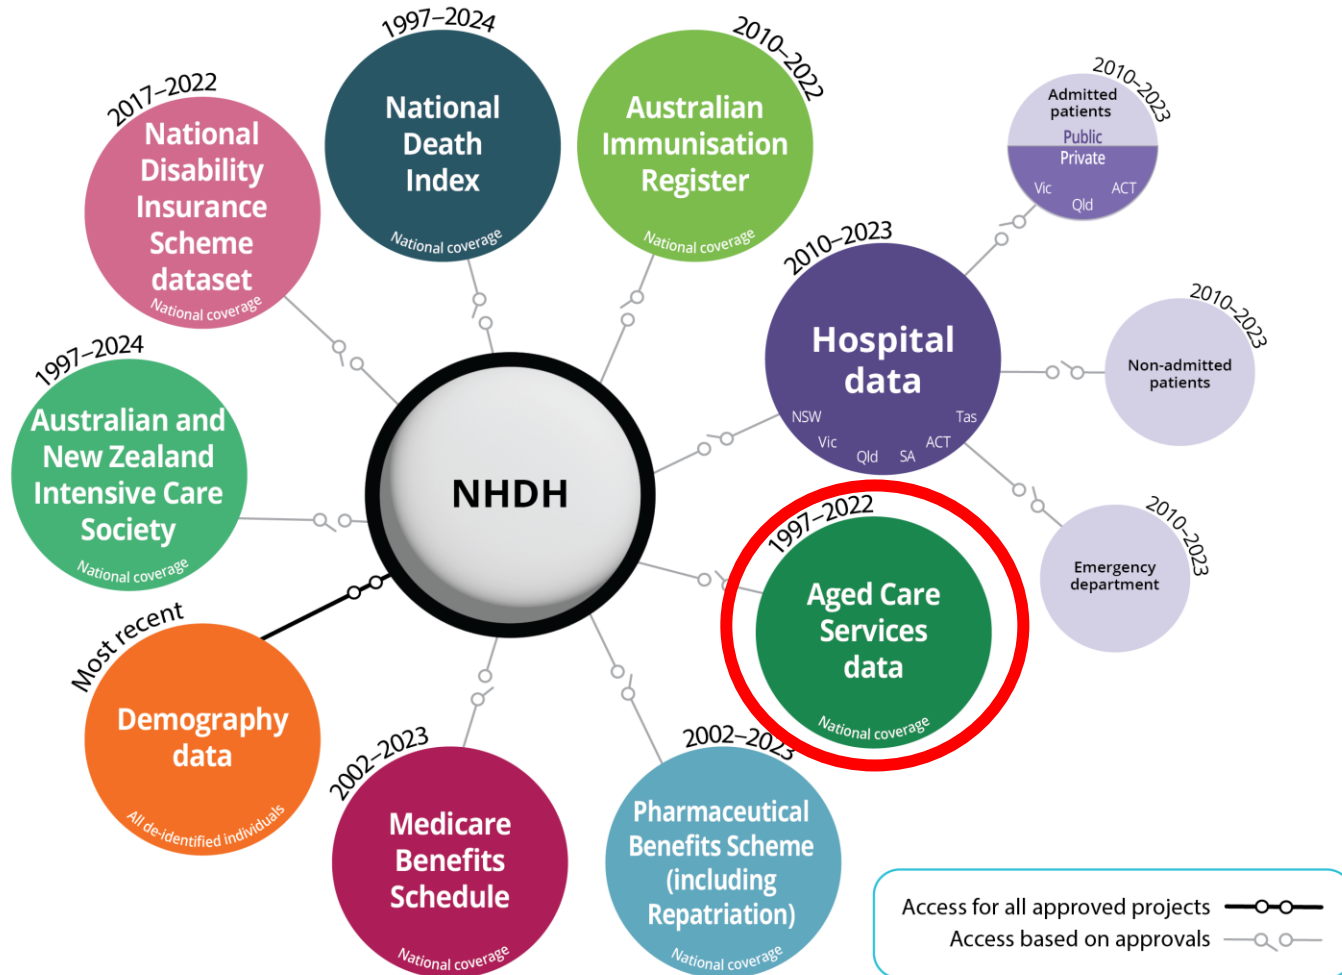 1997–2024
National
Death
Index
National coverage
2010–2022
Australian
Immunisation
Register
National coverage
2017–2022
National
Disability
Insurance
Scheme
dataset
National coverage
2010–2023
Admitted
patients
Public
Private
Vic
Qld
ACT
2010–2023
Hospital
data
NSW
Vic
Qld
SA
ACT
Tas
2010–2023
Non-admitted
patients
2010–2023
Emergency
department
1997–2024
Australian and
New Zealand
Intensive Care
Society
National coverage
NHDH
1997–2022
Aged Care
Services
data
National coverage
Most recent
Demography
data
All de-identified individuals
2002–2023
Medicare
Benefits
Schedule
National coverage
2002–2023
Pharmaceutical
Benefits Scheme
(including
Repatriation)
National coverage
Access for all approved projects
Access based on approvals